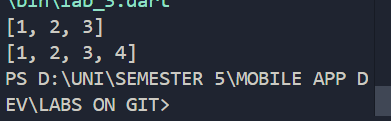 \bin\lab_3.dart
[1, 2, 3]
[1, 2, 3, 4]
PS D:\UNI\SEMESTER 5\MOBILE APP D
EV\LABS ON GIT>